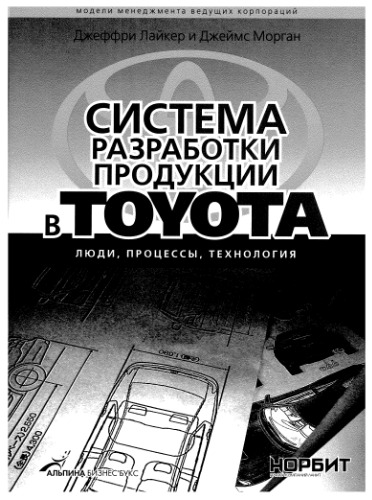 модели менеджмента ведущих корпораций
Джеффри Лайкер и Джеймс Морган
СИСТЕМА
РАЗРАБОТКИ
ПРОДУКЦИИ
в TOYOTA
ЛЮДИ, ПРОЦЕССЫ, ТЕХНОЛОГИЯ
АЛЬПИНА БИЗНЕС БУКС
НОРБИТ